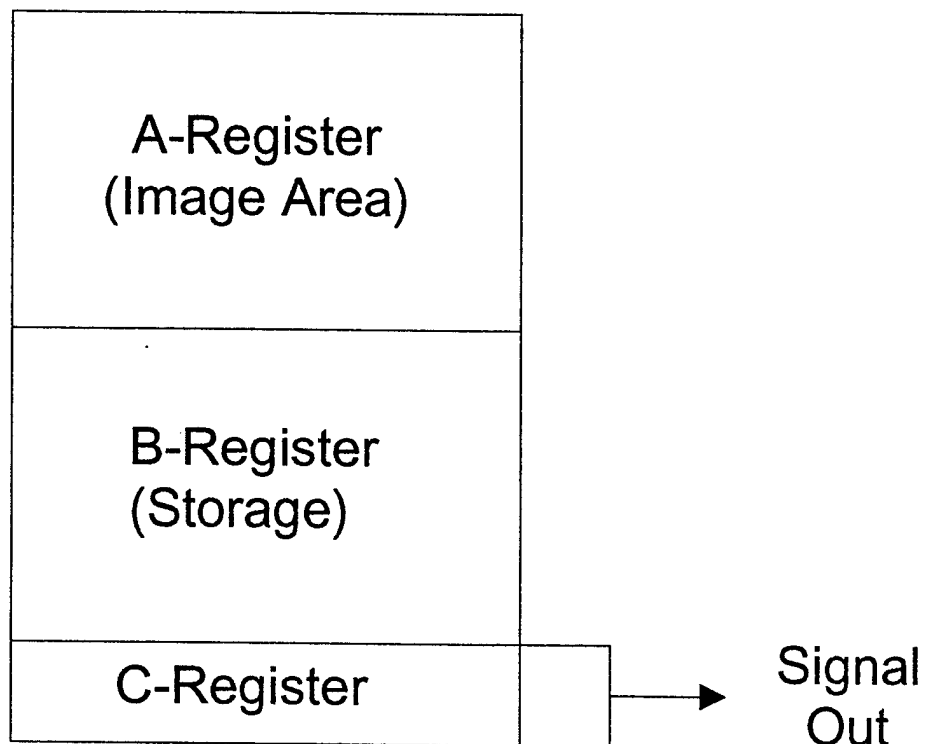 A-Register
(Image Area)
B-Register
(Storage)
C-Register
Signal
Out